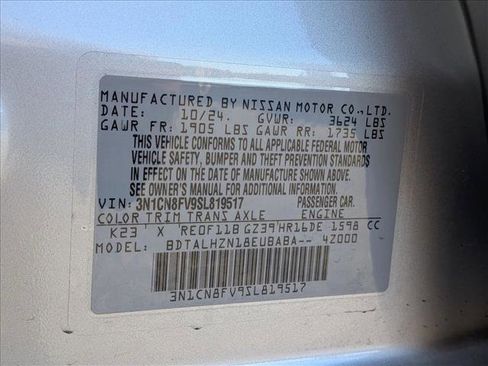 MANUFACTURED BY NISSAN MOTOR CO.,LTD.
DATE: 10/24. GVWR: 3624 LBS
GAWR FR: 1905 LBS GAWR RR: 1735 LBS
THIS VEHICLE CONFORMS TO ALL APPLICABLE FEDERAL MOTOR
VEHICLE SAFETY, BUMPER AND THEFT PREVENTION STANDARDS
IN EFFECT ON THE DATE OF MANUFACTURE SHOWN ABOVE.
SEE OWNER'S MANUAL FOR ADDITIONAL INFORMATION.
VIN: 3N1CN8FV9SL819517 PASSENGER CAR.
COLOR TRIM TRANS AXLE ENGINE
K23 X RE0F11B GZ39 HR16DE 1598 CC
MODEL: BDTALHZN18EUBABA-- 4Z000
3N1CN8FV9SL819517